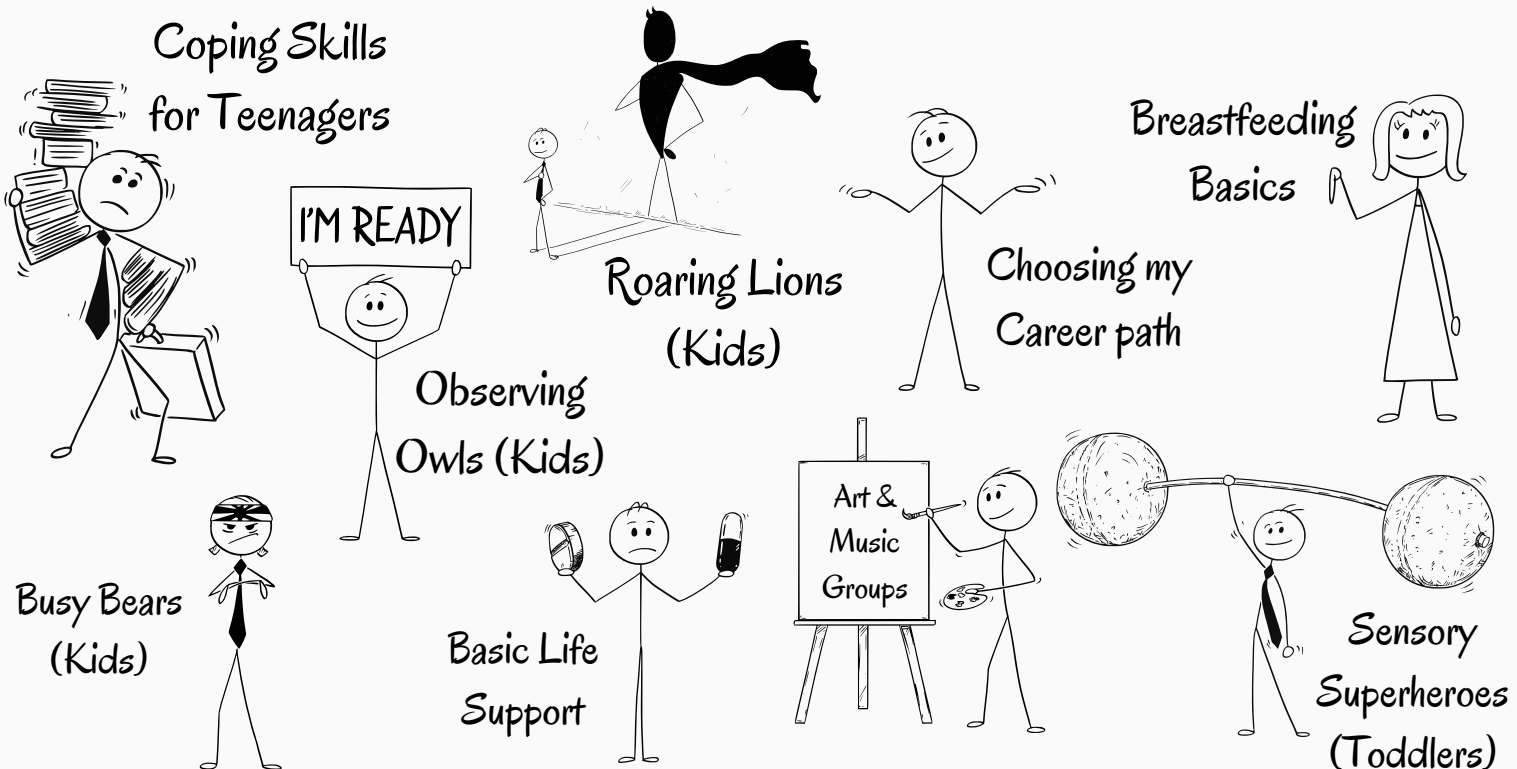 Coping Skills
for Teenagers
I'M READY
Observing
Owls (Kids)
Roaring Lions
(Kids)
Choosing my
Career path
Breastfeeding
Basics
Busy Bears
(Kids)
Basic Life
Support
Art &
Music
Groups
Sensory
Superheroes
(Toddlers)